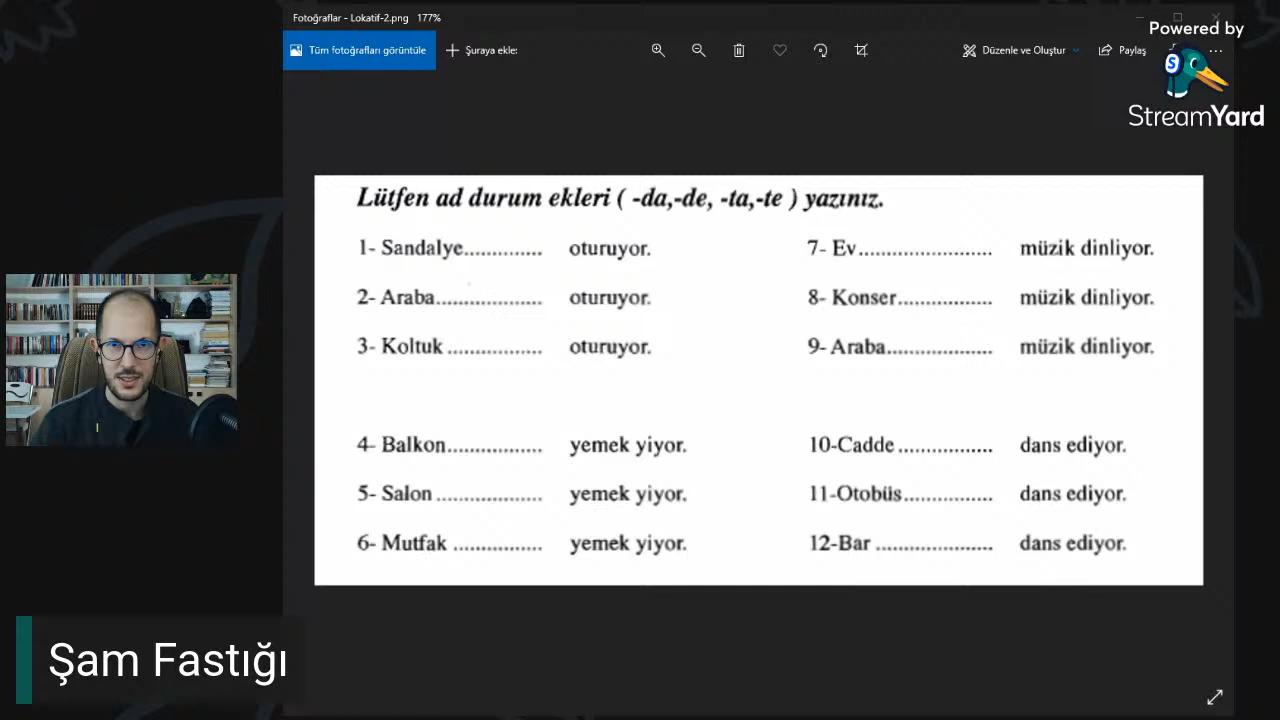 Fotoğraflar - Lokatif-2.png 177%
Tüm fotoğrafları görüntüle
Şuraya ekle:
Düzenle ve Oluştur
Paylaş
Powered by
StreamYard
Lütfen ad durum ekleri ( -da,-de, -ta,-te ) yazınız.
1- Sandalye.............. oturuyor.
2- Araba................... oturuyor.
3- Koltuk ................. oturuyor.
4- Balkon................. yemek yiyor.
5- Salon ................... yemek yiyor.
6- Mutfak ................ yemek yiyor.
7- Ev........................ müzik dinliyor.
8- Konser................. müzik dinliyor.
9- Araba................... müzik dinliyor.
10-Cadde ................. dans ediyor.
11-Otobüs................ dans ediyor.
12-Bar ..................... dans ediyor.
Şam Fastığı